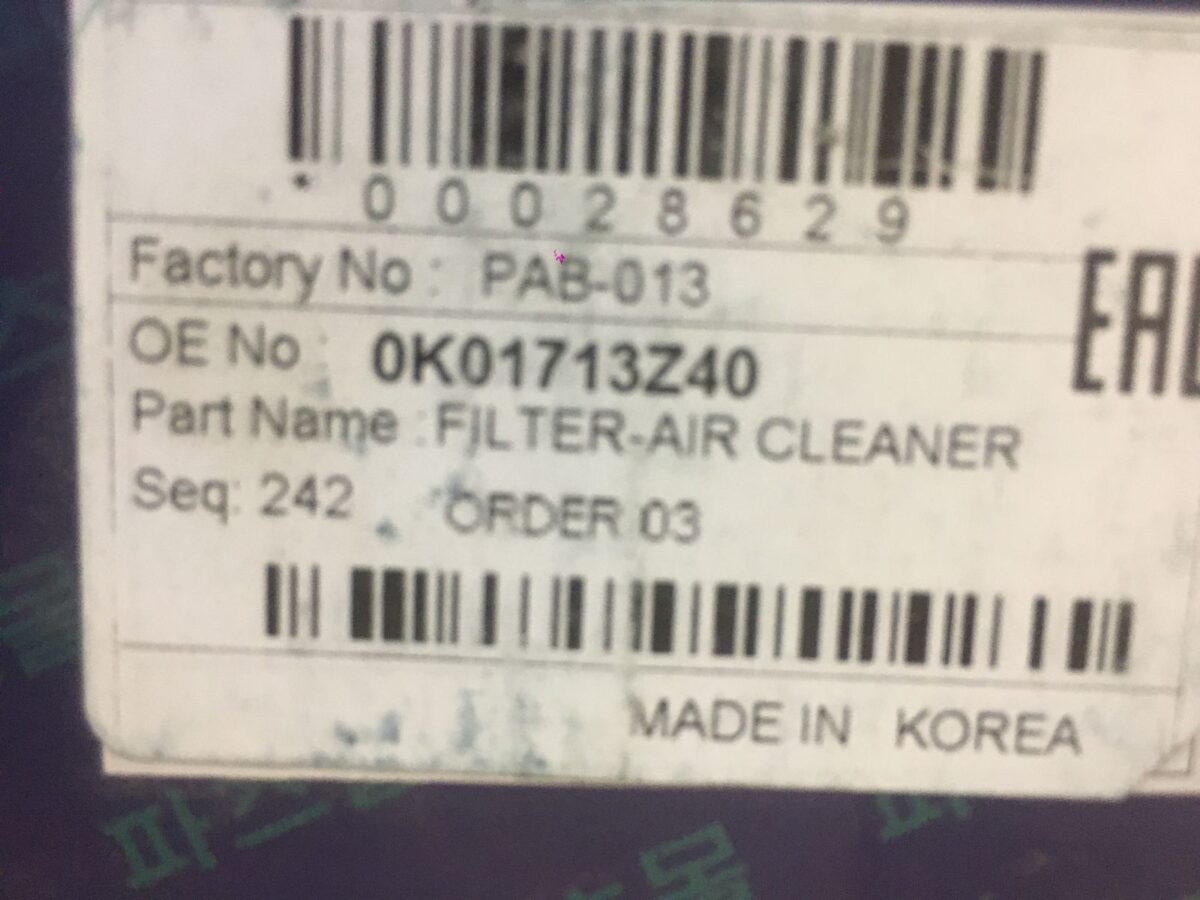 * 0 0 0 2 8 6 2 9
Factory No : PAB-013
EAC
OE No : 0K01713Z40
Part Name : FILTER-AIR CLEANER
Seq: 242 ORDER 03
MADE IN KOREA